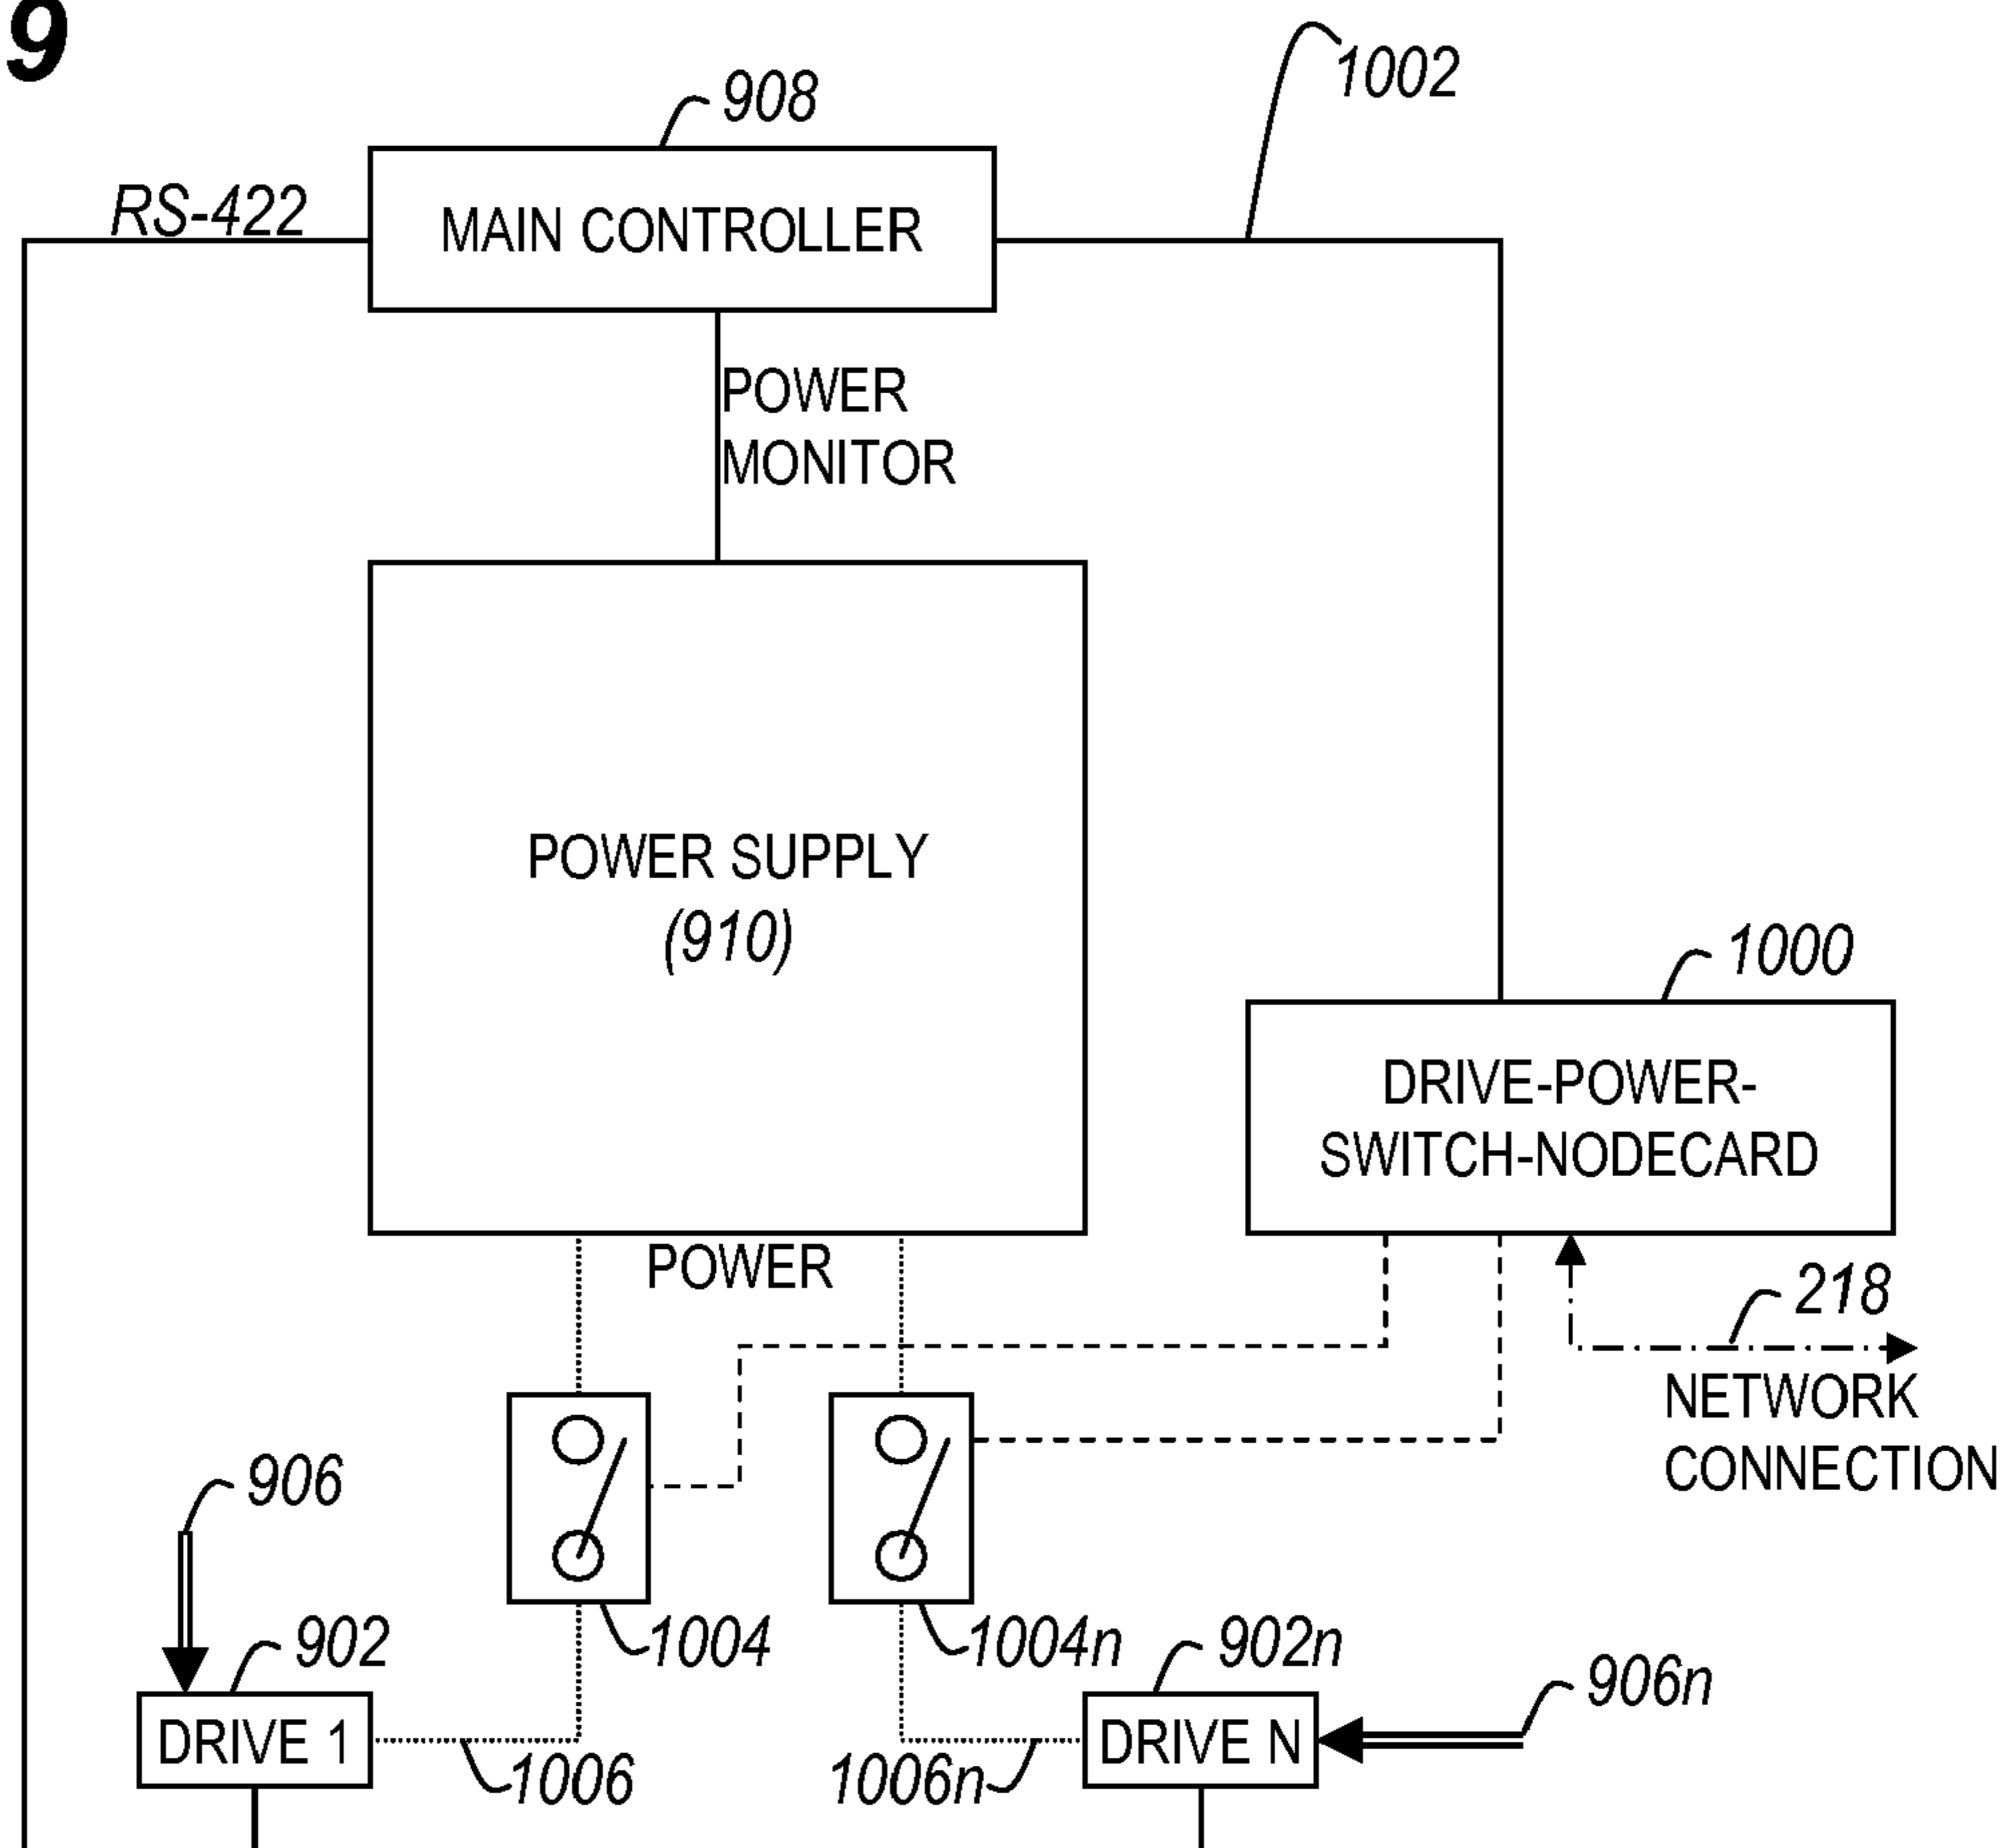 9
1002
908
RS-422
MAIN CONTROLLER
POWER
MONITOR
POWER SUPPLY
(910)
1000
DRIVE-POWER-
SWITCH-NODECARD
POWER
218
NETWORK
CONNECTION
906
902
1004
1004n
902n
906n
DRIVE 1
1006
1006n
DRIVE N